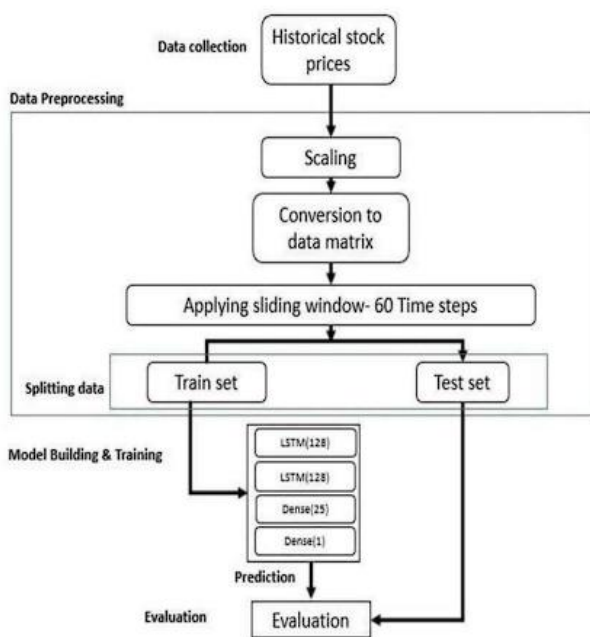 Data collection
Historical stock
prices
Data Preprocessing
Scaling
Conversion to
data matrix
Applying sliding window- 60 Time steps
Splitting data
Train set
Test set
Model Building & Training
LSTM(128)
LSTM(128)
Dense(25)
Dense(1)
Prediction
Evaluation
Evaluation